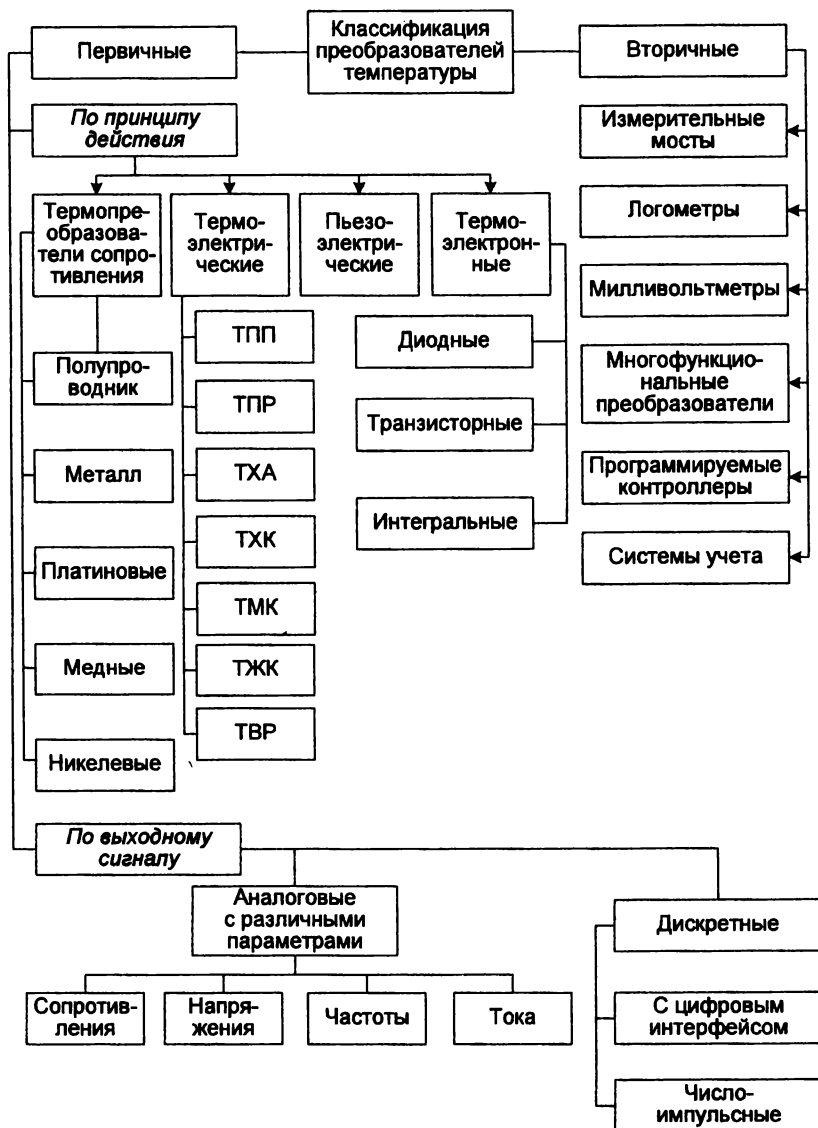 Классификация
преобразователей
температуры
Первичные
Вторичные
По принципу
действия
Термопре-
образова-
тели сопро-
тивления
Термо-
электри-
ческие
Пьезо-
электри-
ческие
Термо-
электрон-
ные
Полупро-
водник
Металл
Платиновые
Медные
Никелевые
ТПП
ТПР
ТХА
ТХК
ТМК
ТЖК
ТВР
Диодные
Транзисторные
Интегральные
Измерительные
мосты
Логометры
Милливольтметры
Многофункцио-
нальные
преобразователи
Программируемые
контроллеры
Системы учета
По выходному
сигналу
Аналоговые
с различными
параметрами
Сопротив-
ления
Напря-
жения
Частоты
Тока
Дискретные
С цифровым
интерфейсом
Число-
импульсные